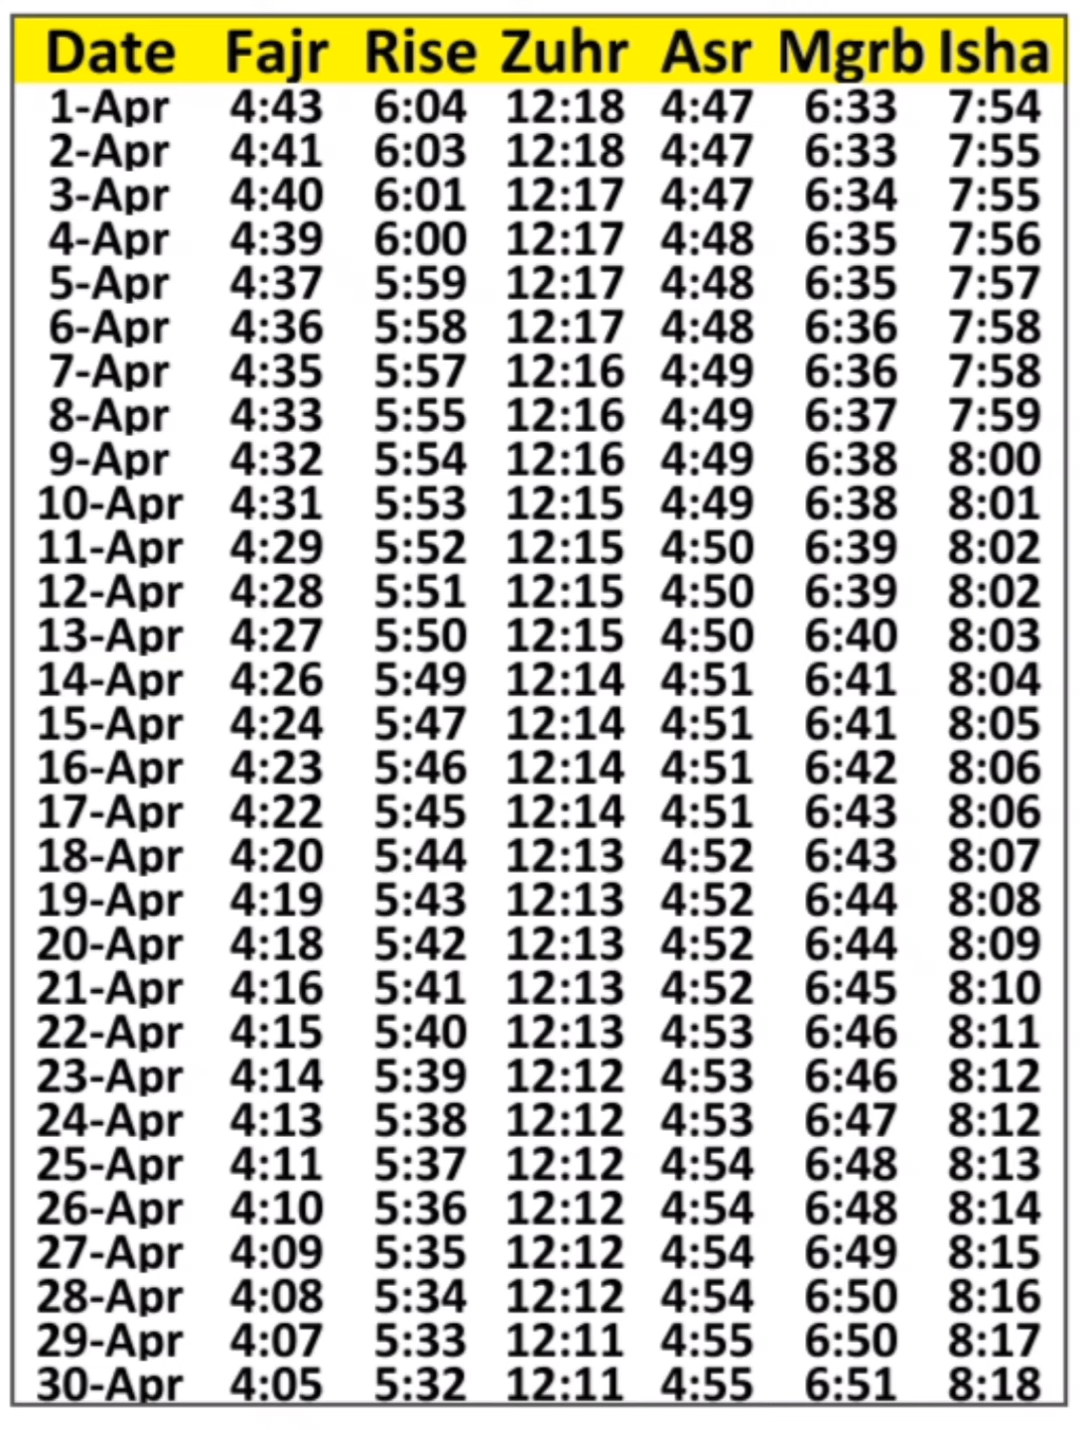 Date Fajr Rise Zuhr Asr Mgrb Isha
1-Apr 4:43 6:04 12:18 4:47 6:33 7:54
2-Apr 4:41 6:03 12:18 4:47 6:33 7:55
3-Apr 4:40 6:01 12:17 4:47 6:34 7:55
4-Apr 4:39 6:00 12:17 4:48 6:35 7:56
5-Apr 4:37 5:59 12:17 4:48 6:35 7:57
6-Apr 4:36 5:58 12:17 4:48 6:36 7:58
7-Apr 4:35 5:57 12:16 4:49 6:36 7:58
8-Apr 4:33 5:55 12:16 4:49 6:37 7:59
9-Apr 4:32 5:54 12:16 4:49 6:38 8:00
10-Apr 4:31 5:53 12:15 4:49 6:38 8:01
11-Apr 4:29 5:52 12:15 4:50 6:39 8:02
12-Apr 4:28 5:51 12:15 4:50 6:39 8:02
13-Apr 4:27 5:50 12:15 4:50 6:40 8:03
14-Apr 4:26 5:49 12:14 4:51 6:41 8:04
15-Apr 4:24 5:47 12:14 4:51 6:41 8:05
16-Apr 4:23 5:46 12:14 4:51 6:42 8:06
17-Apr 4:22 5:45 12:14 4:51 6:43 8:06
18-Apr 4:20 5:44 12:13 4:52 6:43 8:07
19-Apr 4:19 5:43 12:13 4:52 6:44 8:08
20-Apr 4:18 5:42 12:13 4:52 6:44 8:09
21-Apr 4:16 5:41 12:13 4:52 6:45 8:10
22-Apr 4:15 5:40 12:13 4:53 6:46 8:11
23-Apr 4:14 5:39 12:12 4:53 6:46 8:12
24-Apr 4:13 5:38 12:12 4:53 6:47 8:12
25-Apr 4:11 5:37 12:12 4:54 6:48 8:13
26-Apr 4:10 5:36 12:12 4:54 6:48 8:14
27-Apr 4:09 5:35 12:12 4:54 6:49 8:15
28-Apr 4:08 5:34 12:12 4:54 6:50 8:16
29-Apr 4:07 5:33 12:11 4:55 6:50 8:17
30-Apr 4:05 5:32 12:11 4:55 6:51 8:18